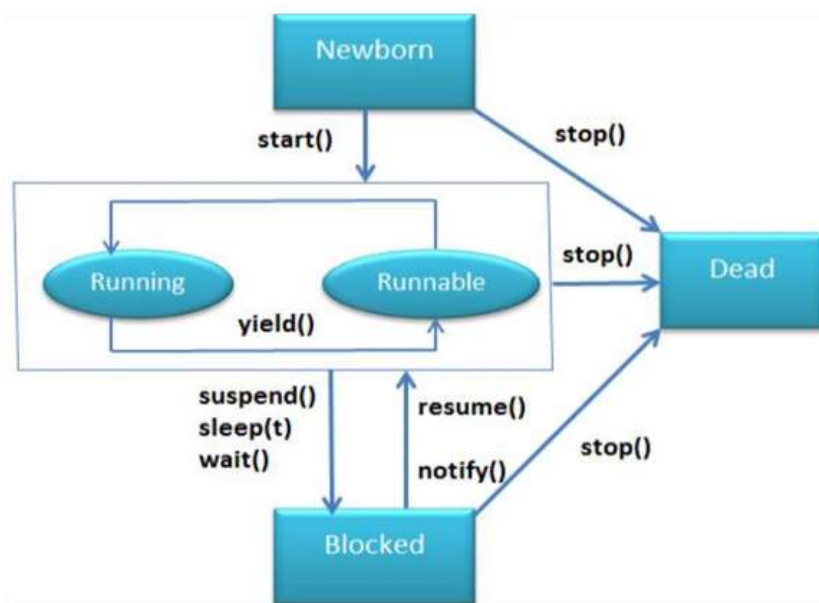 Newborn
start()
stop()
Running
Runnable
yield()
stop()
Dead
suspend()
sleep(t)
wait()
resume()
notify()
stop()
Blocked